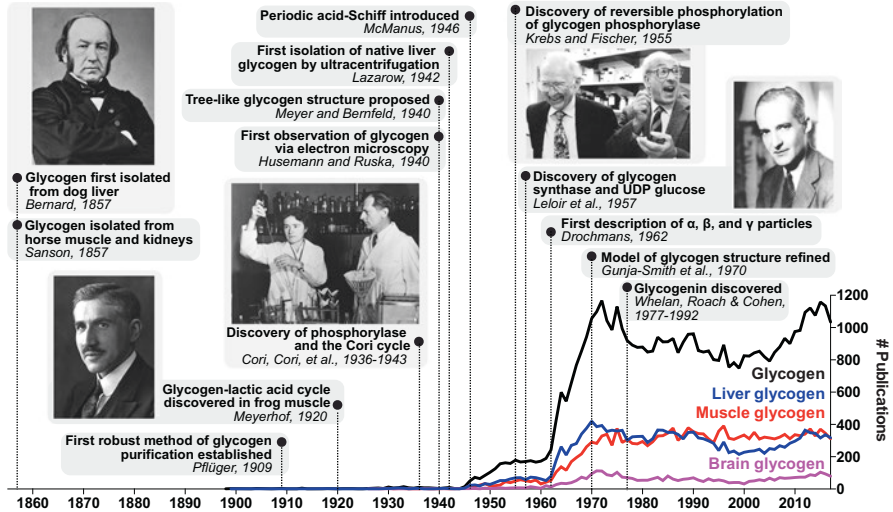 Periodic acid-Schiff introduced
McManus, 1946
First isolation of native liver
glycogen by ultracentrifugation
Lazarow, 1942
Tree-like glycogen structure proposed
Meyer and Bernfeld, 1940
First observation of glycogen
via electron microscopy
Husemann and Ruska, 1940
Discovery of reversible phosphorylation
of glycogen phosphorylase
Krebs and Fischer, 1955
Glycogen first isolated
from dog liver
Bernard, 1857
Glycogen isolated from
horse muscle and kidneys
Sanson, 1857
Discovery of glycogen
synthase and UDP glucose
Leloir et al., 1957
First description of α, β, and γ particles
Drochmans, 1962
Model of glycogen structure refined
Gunja-Smith et al., 1970
Glycogenin discovered
Whelan, Roach & Cohen,
1977-1992
Discovery of phosphorylase
and the Cori cycle
Cori, Cori, et al., 1936-1943
Glycogen-lactic acid cycle
discovered in frog muscle
Meyerhof, 1920
First robust method of glycogen
purification established
Pflüger, 1909
Glycogen
Liver glycogen
Muscle glycogen
Brain glycogen
1200
1000
800
600
400
200
0
# Publications
1860 1870 1880 1890 1900 1910 1920 1930 1940 1950 1960 1970 1980 1990 2000 2010